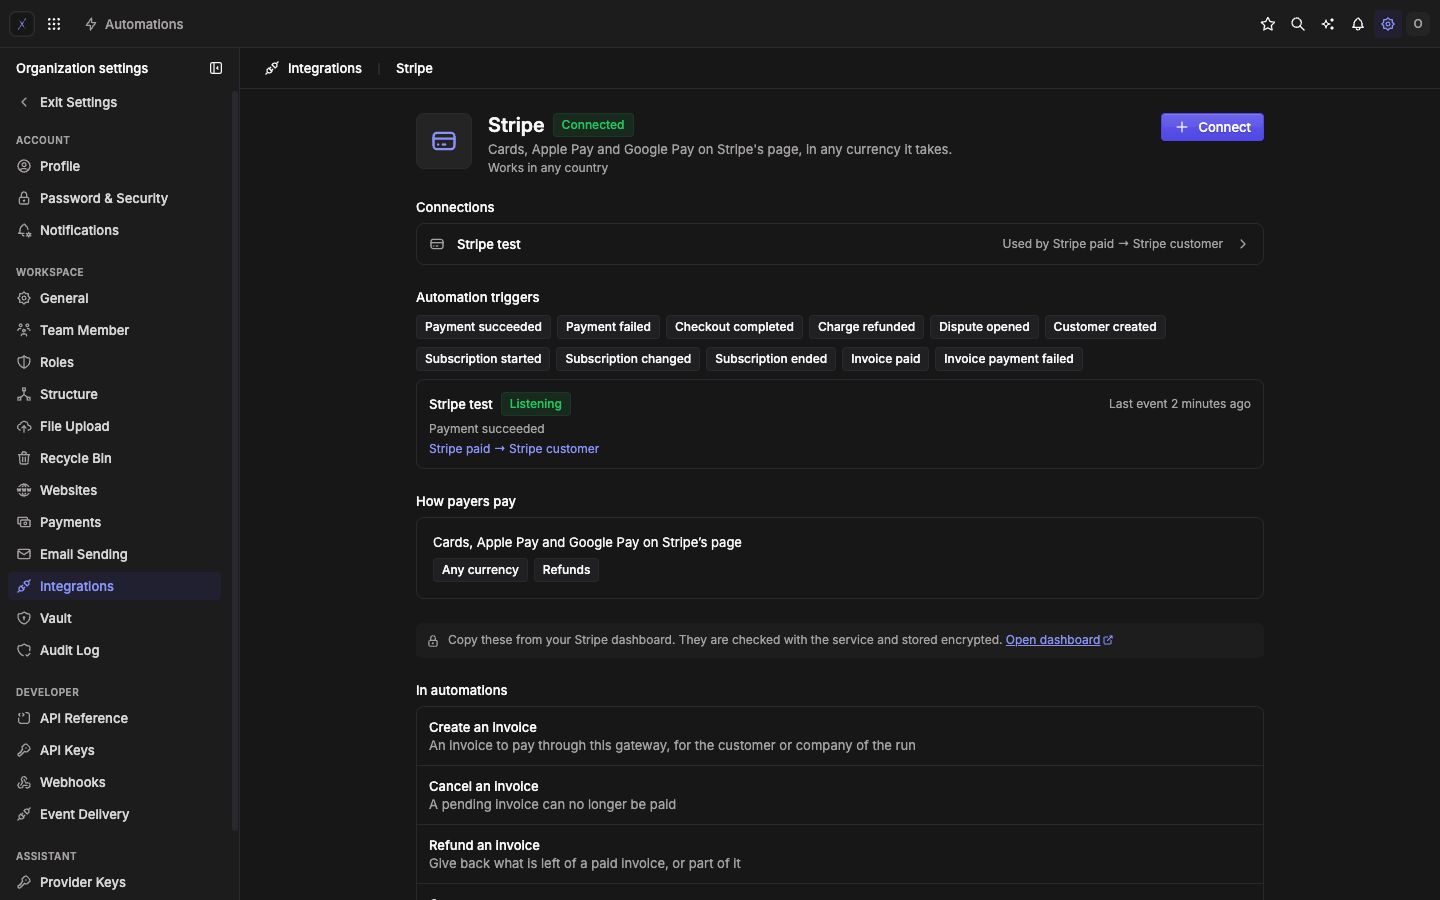 Automations
O
Organization settings
Exit Settings
ACCOUNT
Profile
Password & Security
Notifications
WORKSPACE
General
Team Member
Roles
Structure
File Upload
Recycle Bin
Websites
Payments
Email Sending
Integrations
Vault
Audit Log
DEVELOPER
API Reference
API Keys
Webhooks
Event Delivery
ASSISTANT
Provider Keys
Integrations | Stripe
Stripe Connected
Connect
Cards, Apple Pay and Google Pay on Stripe's page, in any currency it takes.
Works in any country
Connections
Stripe test Used by Stripe paid → Stripe customer
Automation triggers
Payment succeeded Payment failed Checkout completed Charge refunded Dispute opened Customer created
Subscription started Subscription changed Subscription ended Invoice paid Invoice payment failed
Stripe test Listening Last event 2 minutes ago
Payment succeeded
Stripe paid → Stripe customer
How payers pay
Cards, Apple Pay and Google Pay on Stripe’s page
Any currency Refunds
Copy these from your Stripe dashboard. They are checked with the service and stored encrypted. Open dashboard
In automations
Create an invoice
An invoice to pay through this gateway, for the customer or company of the run
Cancel an invoice
A pending invoice can no longer be paid
Refund an invoice
Give back what is left of a paid invoice, or part of it